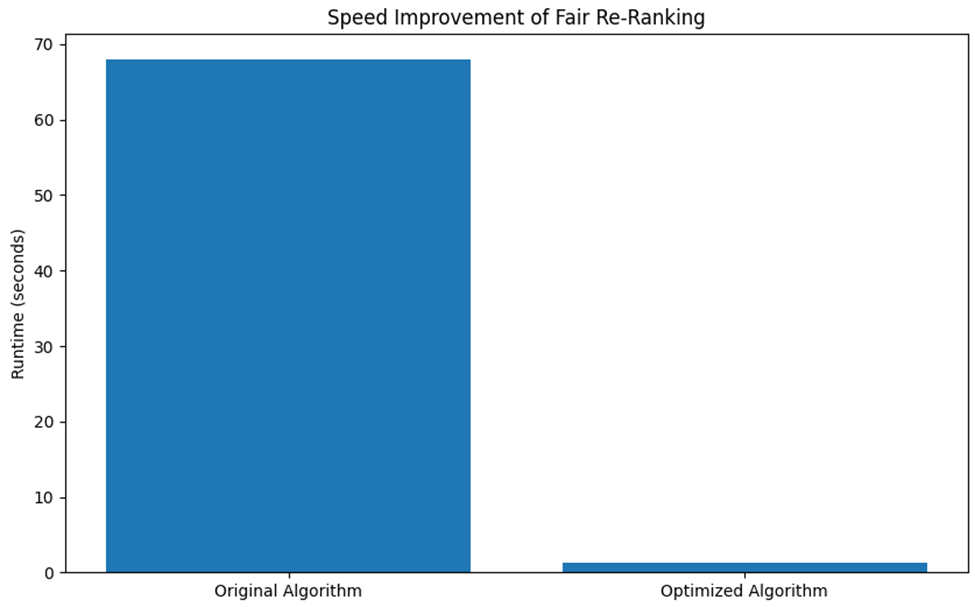 Speed Improvement of Fair Re-Ranking
70
60
50
40
30
20
10
0
Runtime (seconds)
Original Algorithm
Optimized Algorithm